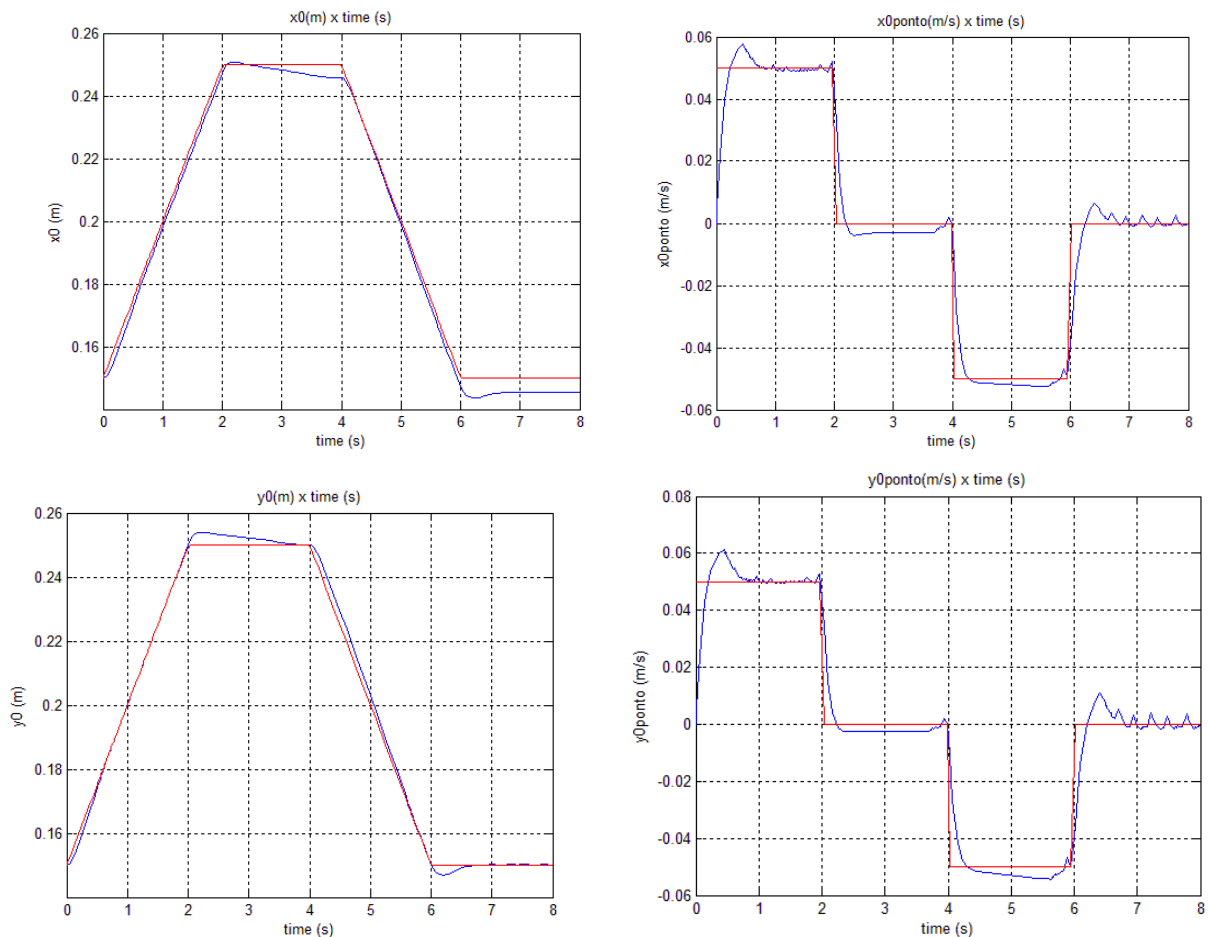 x0(m) x time (s)
0.26
0.24
0.22
0.2
0.18
0.16
x0 (m)
0 1 2 3 4 5 6 7 8
time (s)
x0ponto(m/s) x time (s)
0.06
0.04
0.02
0
-0.02
-0.04
-0.06
x0ponto (m/s)
0 1 2 3 4 5 6 7 8
time (s)
y0(m) x time (s)
0.26
0.24
0.22
0.2
0.18
0.16
y0 (m)
0 1 2 3 4 5 6 7 8
time (s)
y0ponto(m/s) x time (s)
0.08
0.06
0.04
0.02
0
-0.02
-0.04
-0.06
y0ponto (m/s)
0 1 2 3 4 5 6 7 8
time (s)